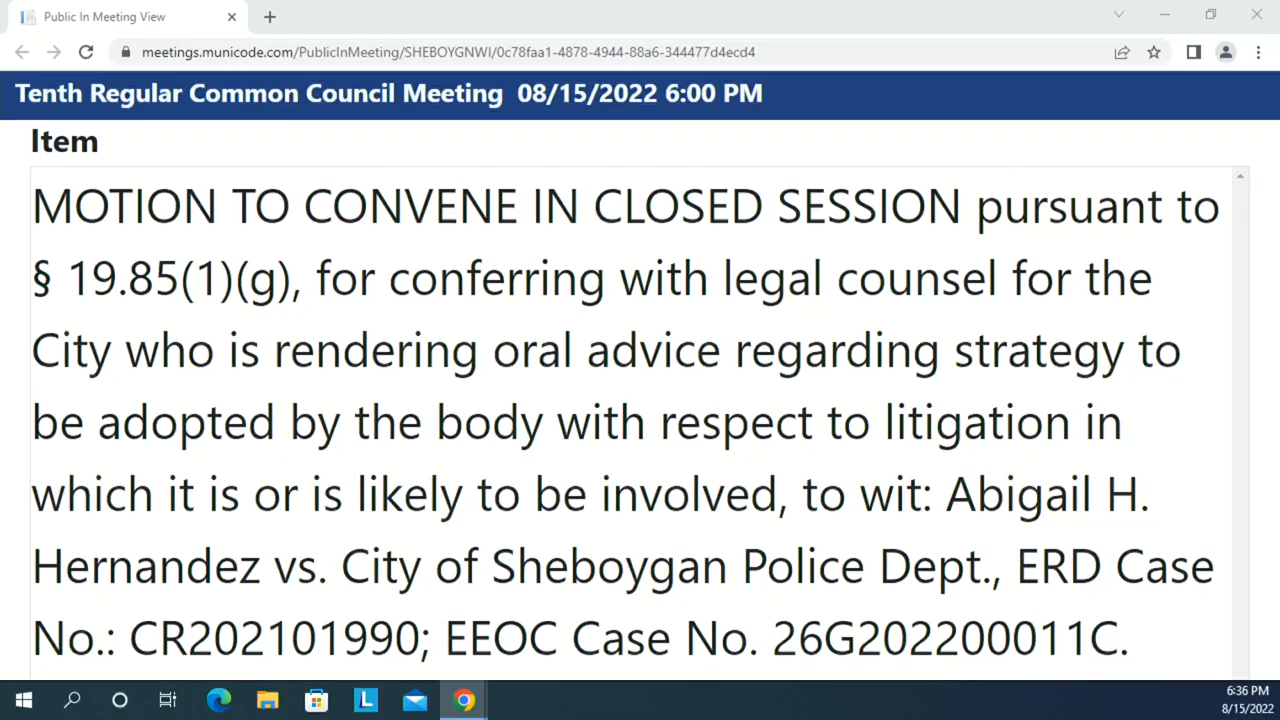 Public In Meeting View
meetings.municode.com/PublicInMeeting/SHEBOYGNWI/0c78faa1-4878-4944-88a6-344477d4ecd4
Tenth Regular Common Council Meeting 08/15/2022 6:00 PM
Item
MOTION TO CONVENE IN CLOSED SESSION pursuant to
§ 19.85(1)(g), for conferring with legal counsel for the
City who is rendering oral advice regarding strategy to
be adopted by the body with respect to litigation in
which it is or is likely to be involved, to wit: Abigail H.
Hernandez vs. City of Sheboygan Police Dept., ERD Case
No.: CR202101990; EEOC Case No. 26G202200011C.
L
6:36 PM
8/15/2022